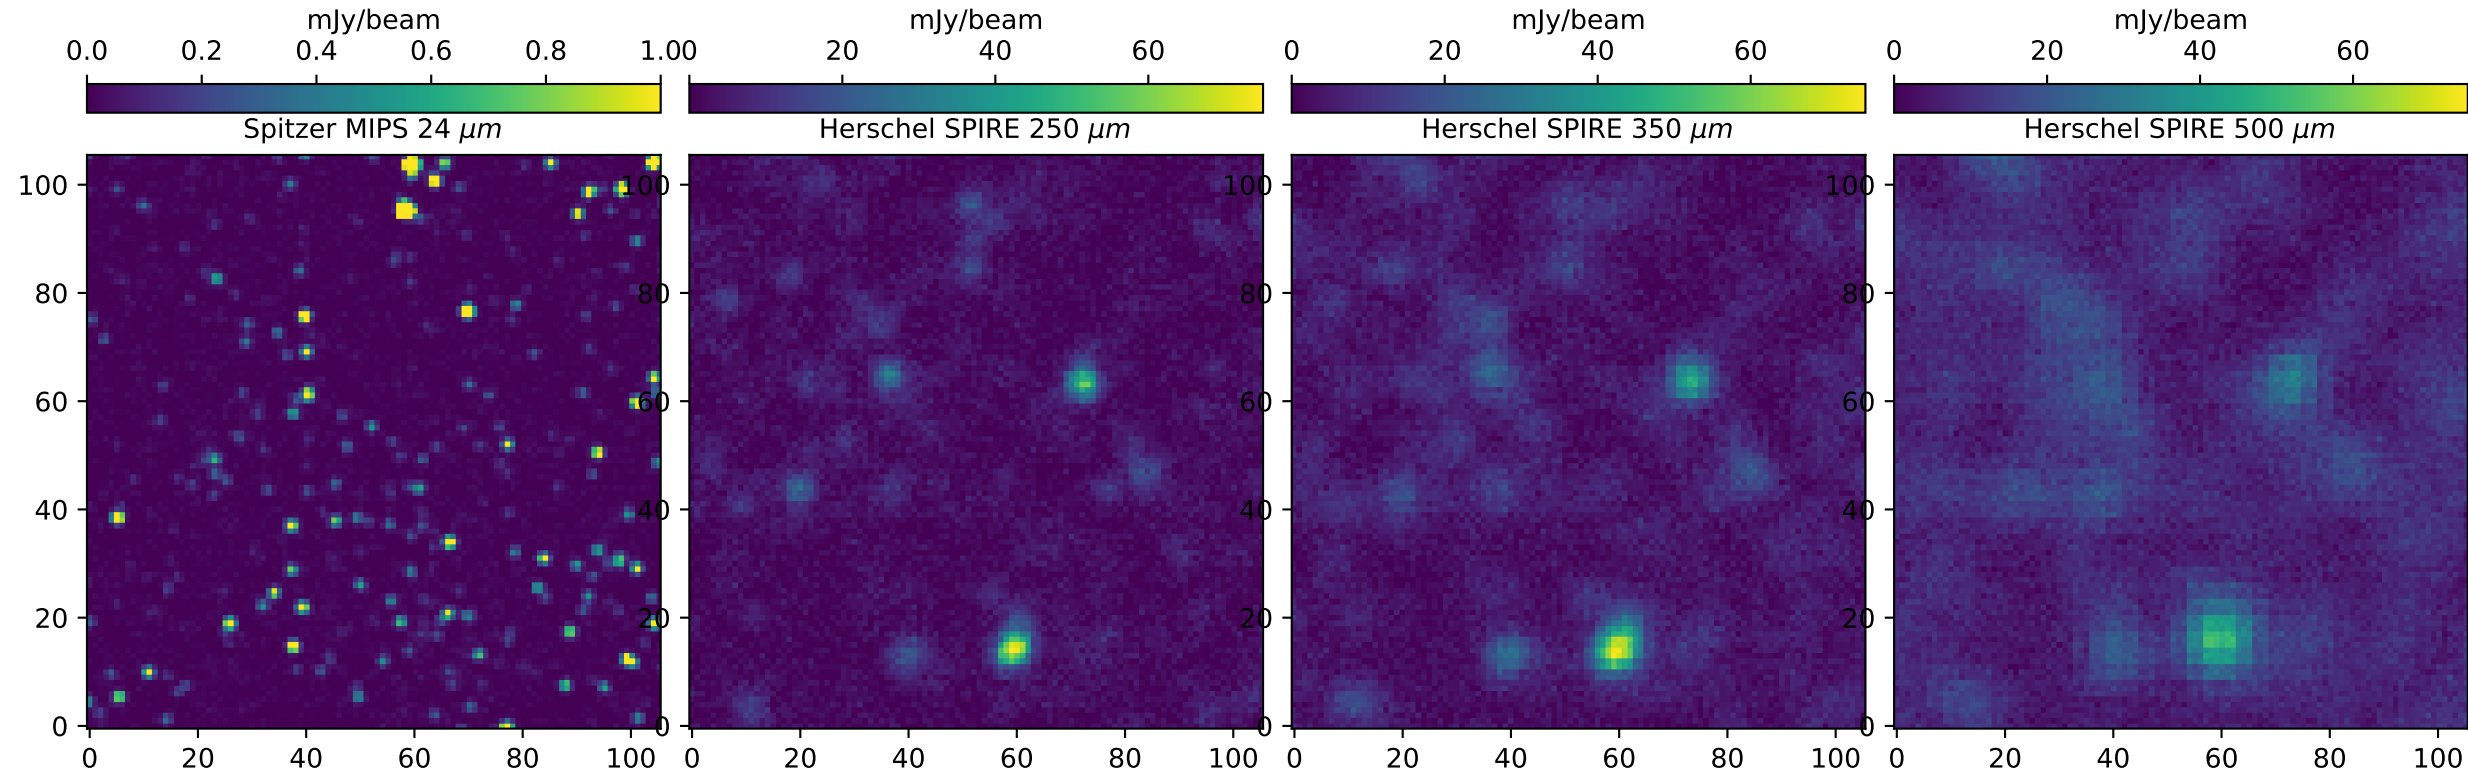 mJy/beam mJy/beam mJy/beam mJy/beam
0.0 0.2 0.4 0.6 0.8 1.0 0 20 40 60 0 20 40 60 0 20 40 60
Spitzer MIPS 24 μm Herschel SPIRE 250 μm Herschel SPIRE 350 μm Herschel SPIRE 500 μm
100 100 100 100
80 80 80 80
60 60 60 60
40 40 40 40
20 20 20 20
0 0 0 0
0 20 40 60 80 100 0 20 40 60 80 100 0 20 40 60 80 100 0 20 40 60 80 100